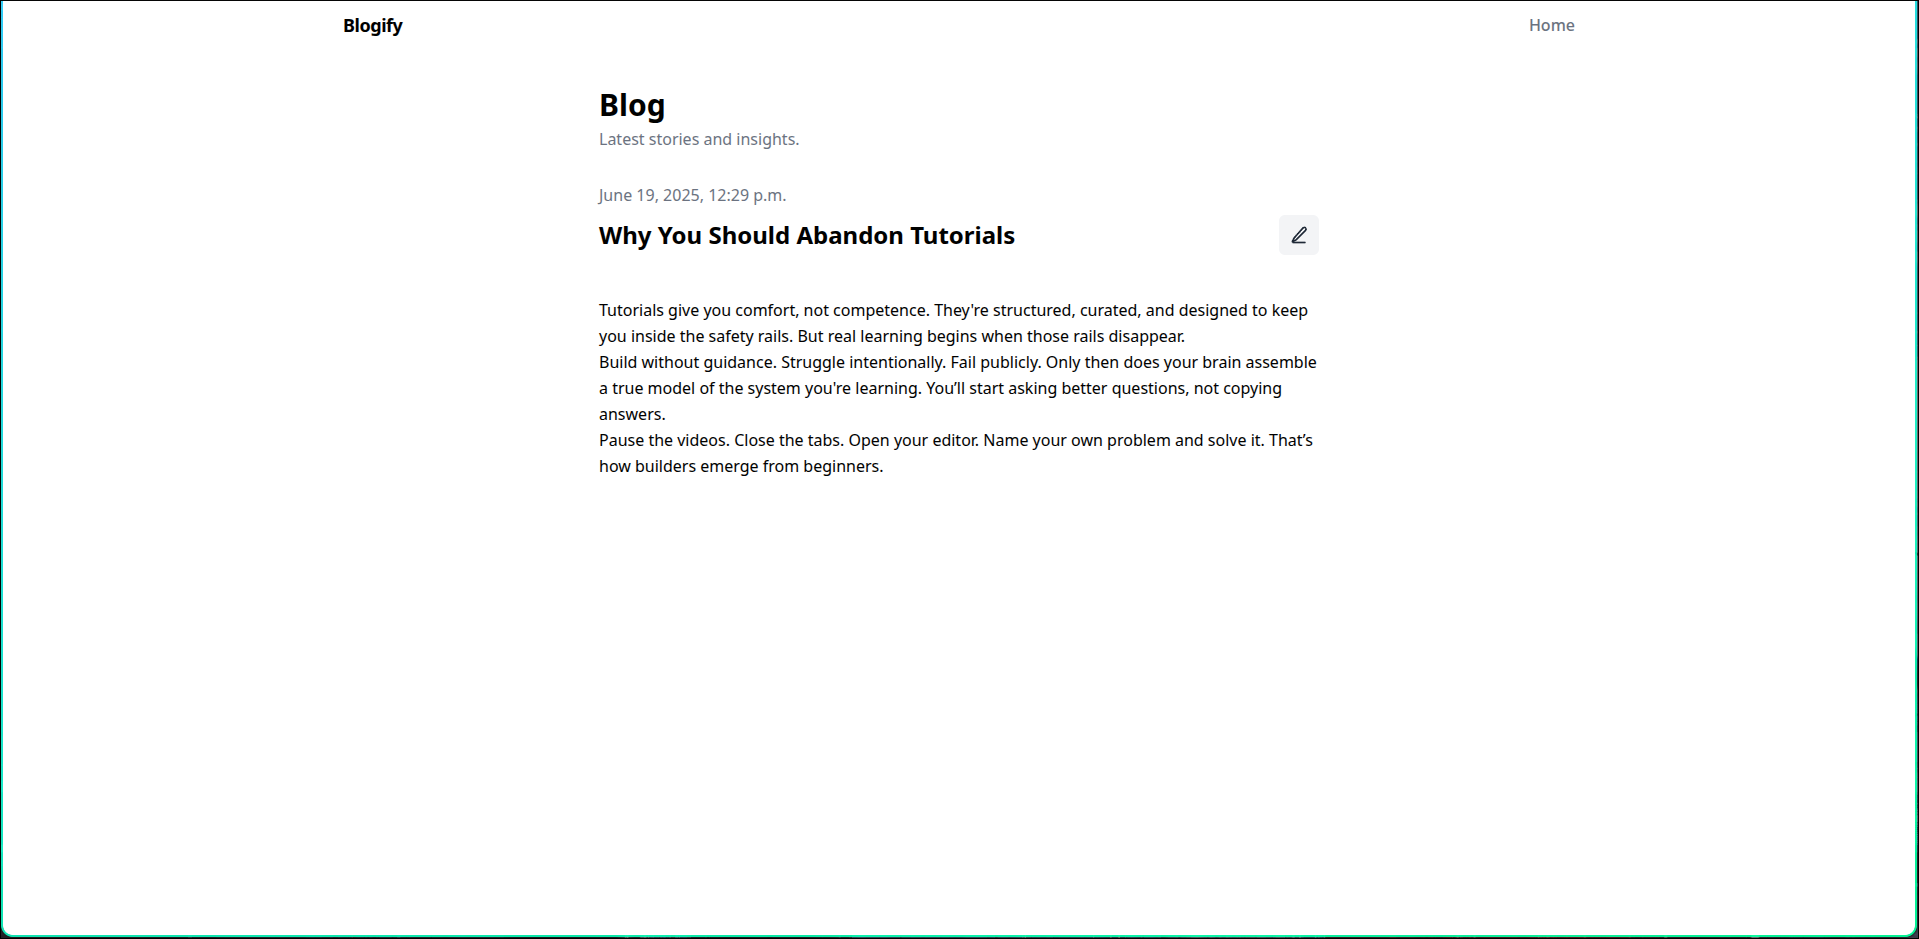 Blogify
Home
Blog
Latest stories and insights.
June 19, 2025, 12:29 p.m.
Why You Should Abandon Tutorials
Tutorials give you comfort, not competence. They're structured, curated, and designed to keep
you inside the safety rails. But real learning begins when those rails disappear.
Build without guidance. Struggle intentionally. Fail publicly. Only then does your brain assemble
a true model of the system you're learning. You’ll start asking better questions, not copying
answers.
Pause the videos. Close the tabs. Open your editor. Name your own problem and solve it. That’s
how builders emerge from beginners.